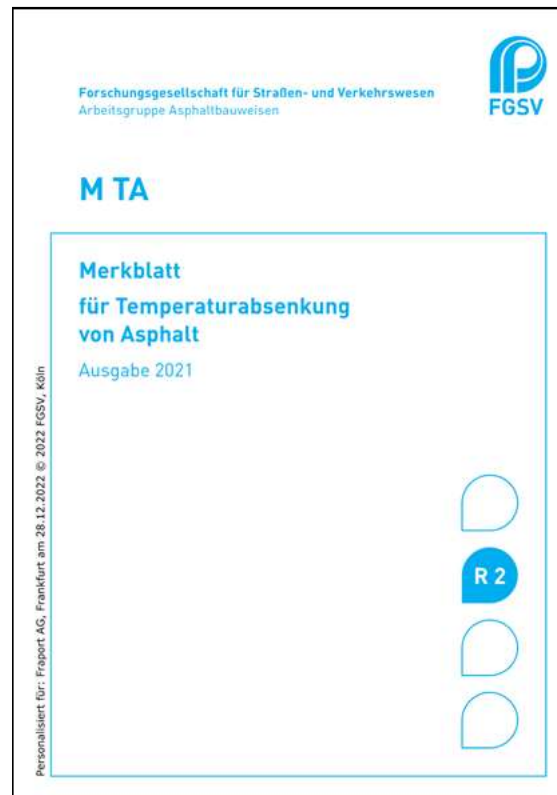 Forschungsgesellschaft für Straßen- und Verkehrswesen
Arbeitsgruppe Asphaltbauweisen
FGSV
M TA
Merkblatt
für Temperaturabsenkung
von Asphalt
Ausgabe 2021
R 2
Personalisiert für: Fraport AG, Frankfurt am 28.12.2022 © 2022 FGSV, Köln